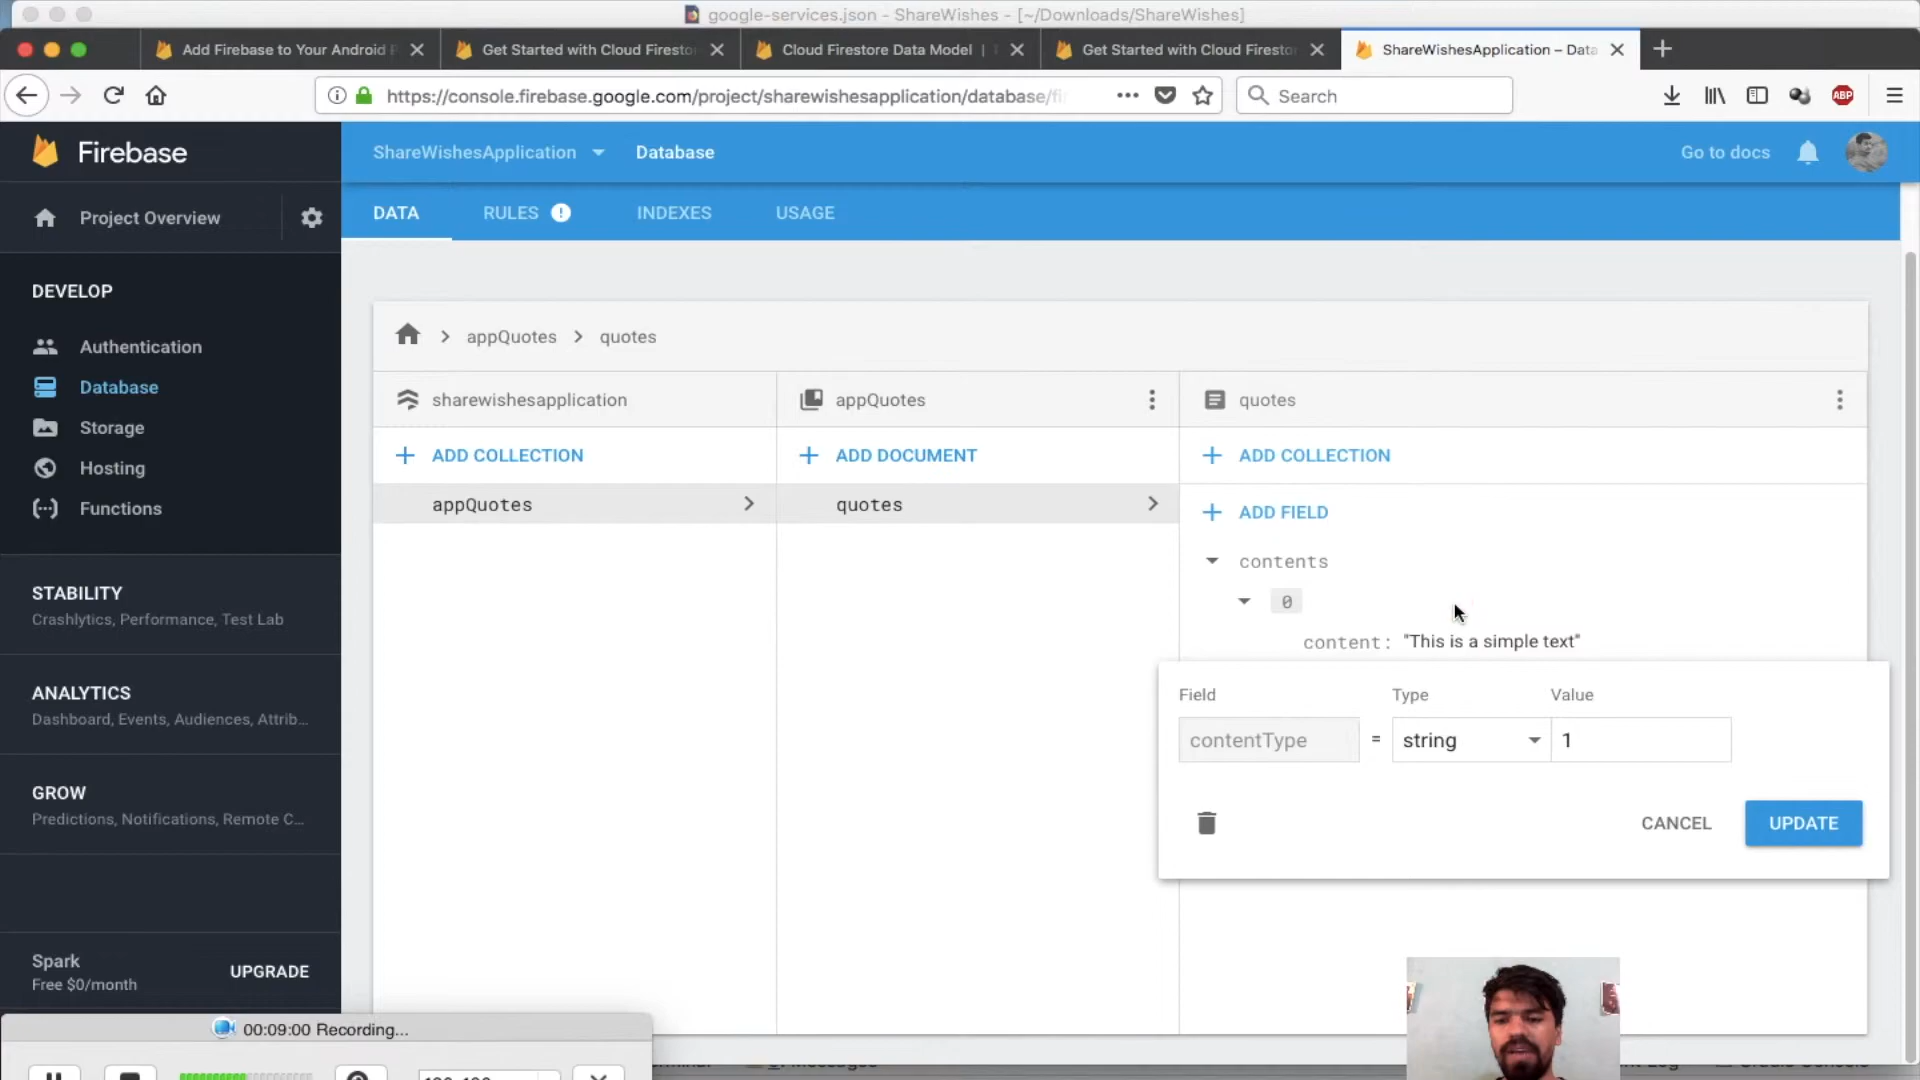 google-services.json - ShareWishes - [~/Downloads/ShareWishes]
Add Firebase to Your Android
Get Started with Cloud Firesto
Cloud Firestore Data Model |
Get Started with Cloud Firesto
ShareWishesApplication – Data
https://console.firebase.google.com/project/sharewishesapplication/database/fi
Search
ABP
Firebase
ShareWishesApplication
Database
Go to docs
Project Overview
DATA
RULES
INDEXES
USAGE
DEVELOP
Authentication
Database
Storage
Hosting
Functions
STABILITY
Crashlytics, Performance, Test Lab
ANALYTICS
Dashboard, Events, Audiences, Attrib...
GROW
Predictions, Notifications, Remote C...
Spark
Free $0/month
UPGRADE
appQuotes
quotes
sharewishesapplication
appQuotes
quotes
ADD COLLECTION
ADD DOCUMENT
ADD COLLECTION
appQuotes
quotes
ADD FIELD
contents
0
content: "This is a simple text"
Field
Type
Value
contentType
=
string
1
CANCEL
UPDATE
00:09:00 Recording...